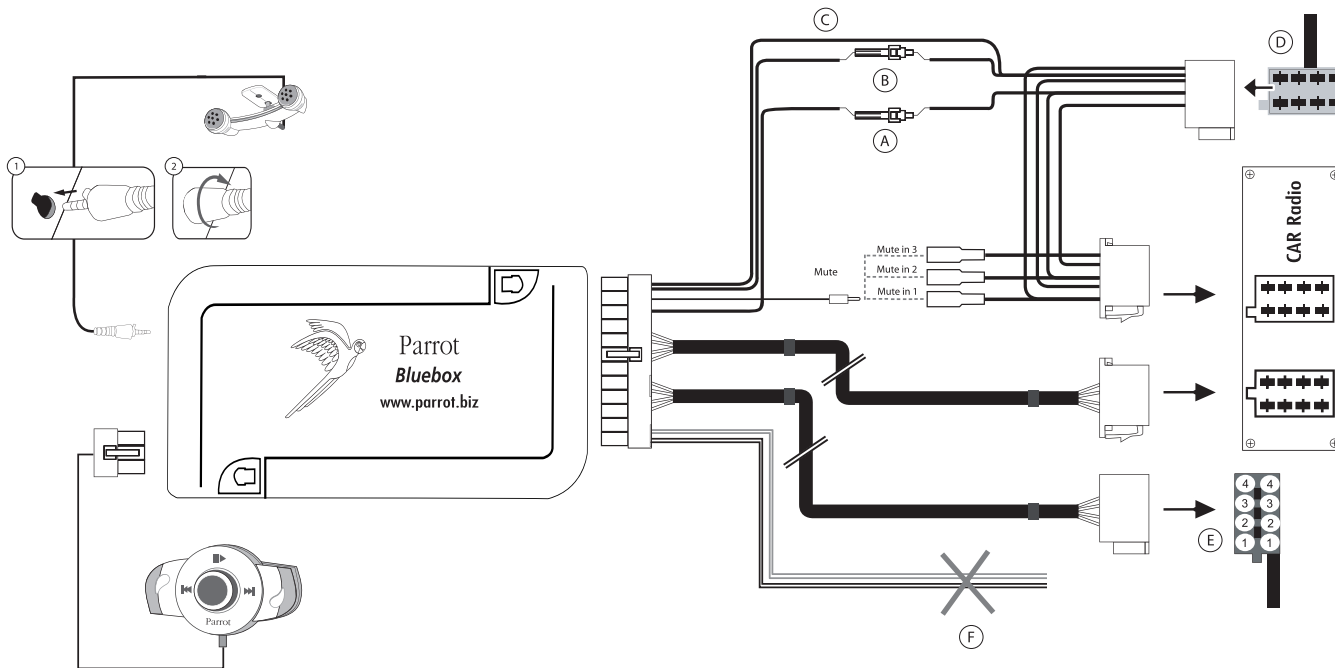 C
B
A
D
1
2
CAR Radio
Mute in 3
Mute
Mute in 2
Mute in 1
Parrot
Bluebox
www.parrot.biz
4 4
3 3
2 2
1 1
E
F
Parrot